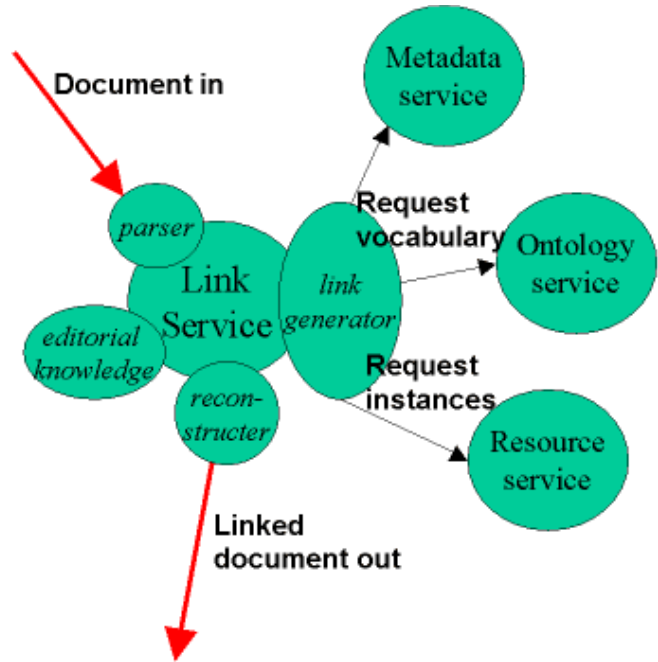 Document in
Metadata
service
parser
Request
vocabulary
Ontology
service
Link
Service
link
generator
editorial
knowledge
Request
instances
recon-
structer
Resource
service
Linked
document out